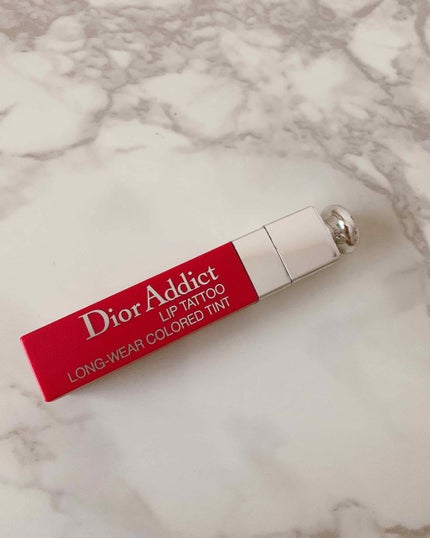 Dior Addict
LIP TATTOO
LONG-WEAR COLORED TINT